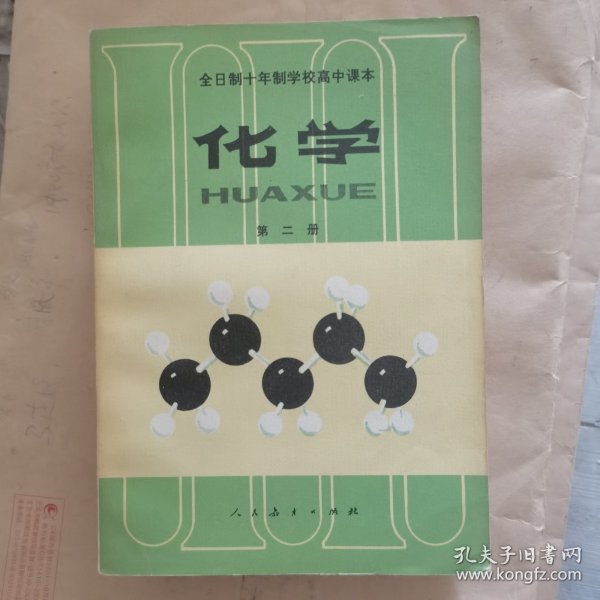 全日制十年制学校高中课本
化学
HUAXUE
第二册
人民教育出版社
孔夫子旧书网
www.kongfz.com